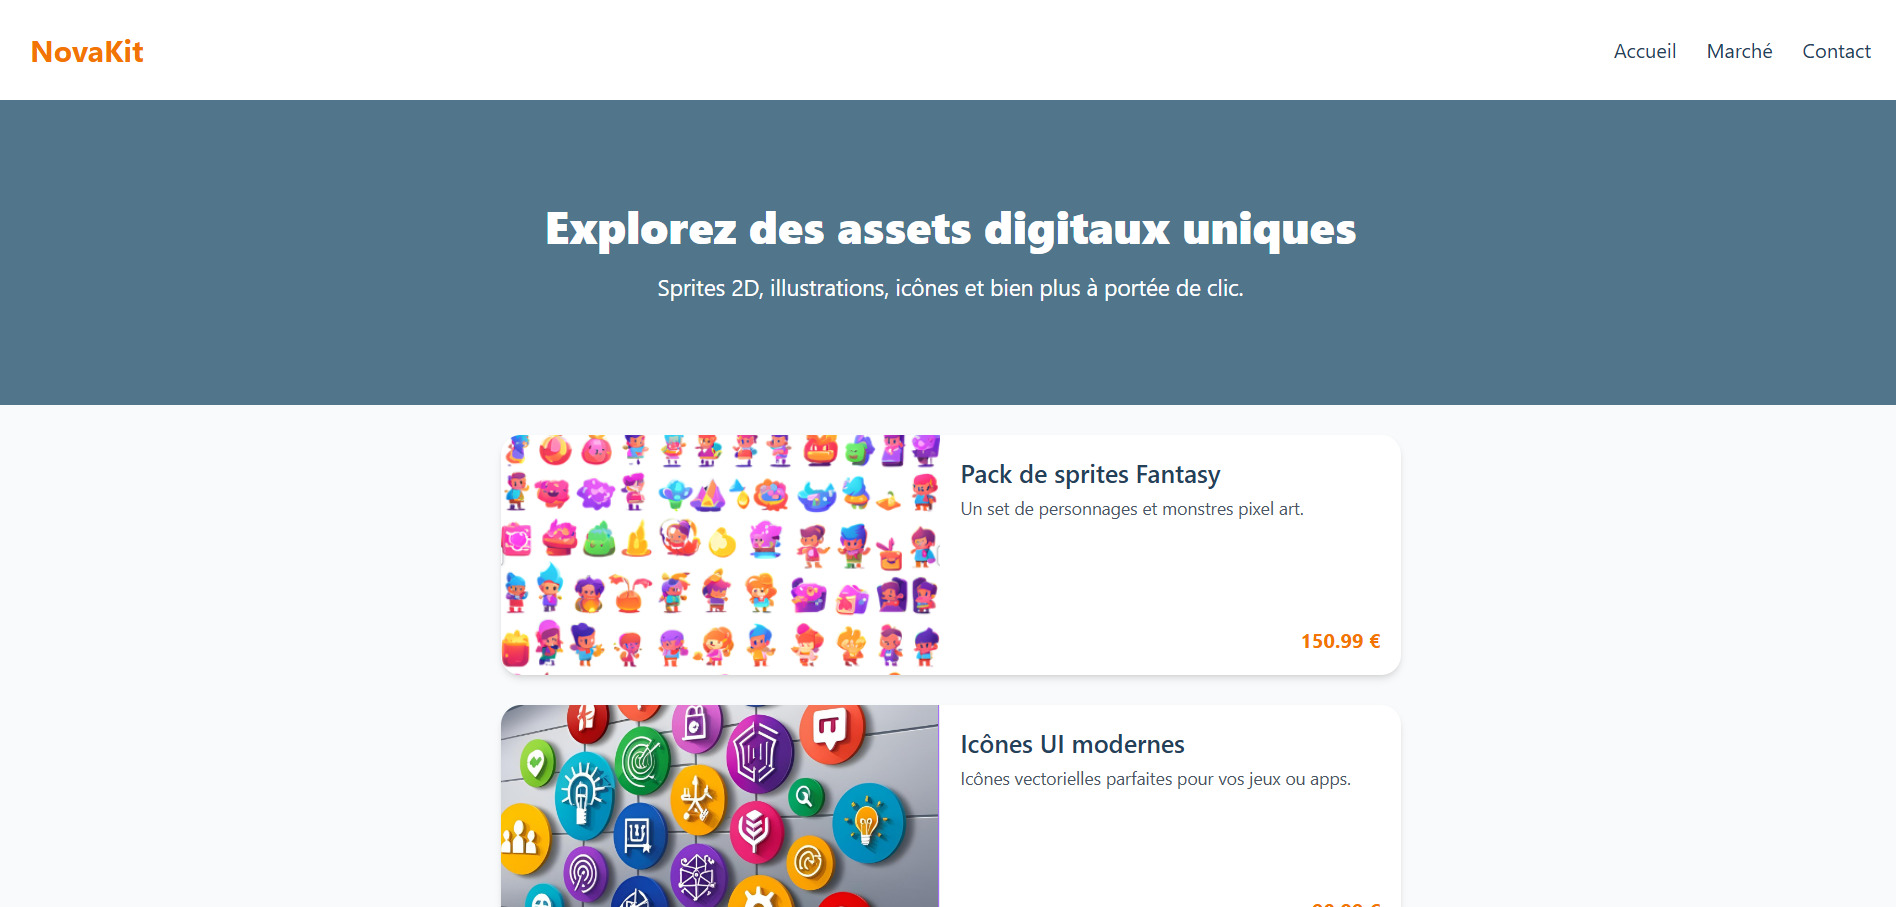 NovaKit
Accueil Marché Contact
Explorez des assets digitaux uniques
Sprites 2D, illustrations, icônes et bien plus à portée de clic.
Pack de sprites Fantasy
Un set de personnages et monstres pixel art.
150.99 €
Icônes UI modernes
Icônes vectorielles parfaites pour vos jeux ou apps.